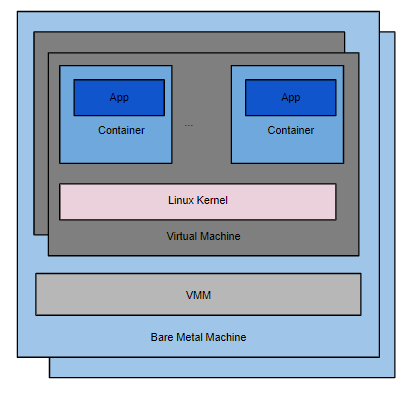 App
App
Container
...
Container
Linux Kernel
Virtual Machine
VMM
Bare Metal Machine